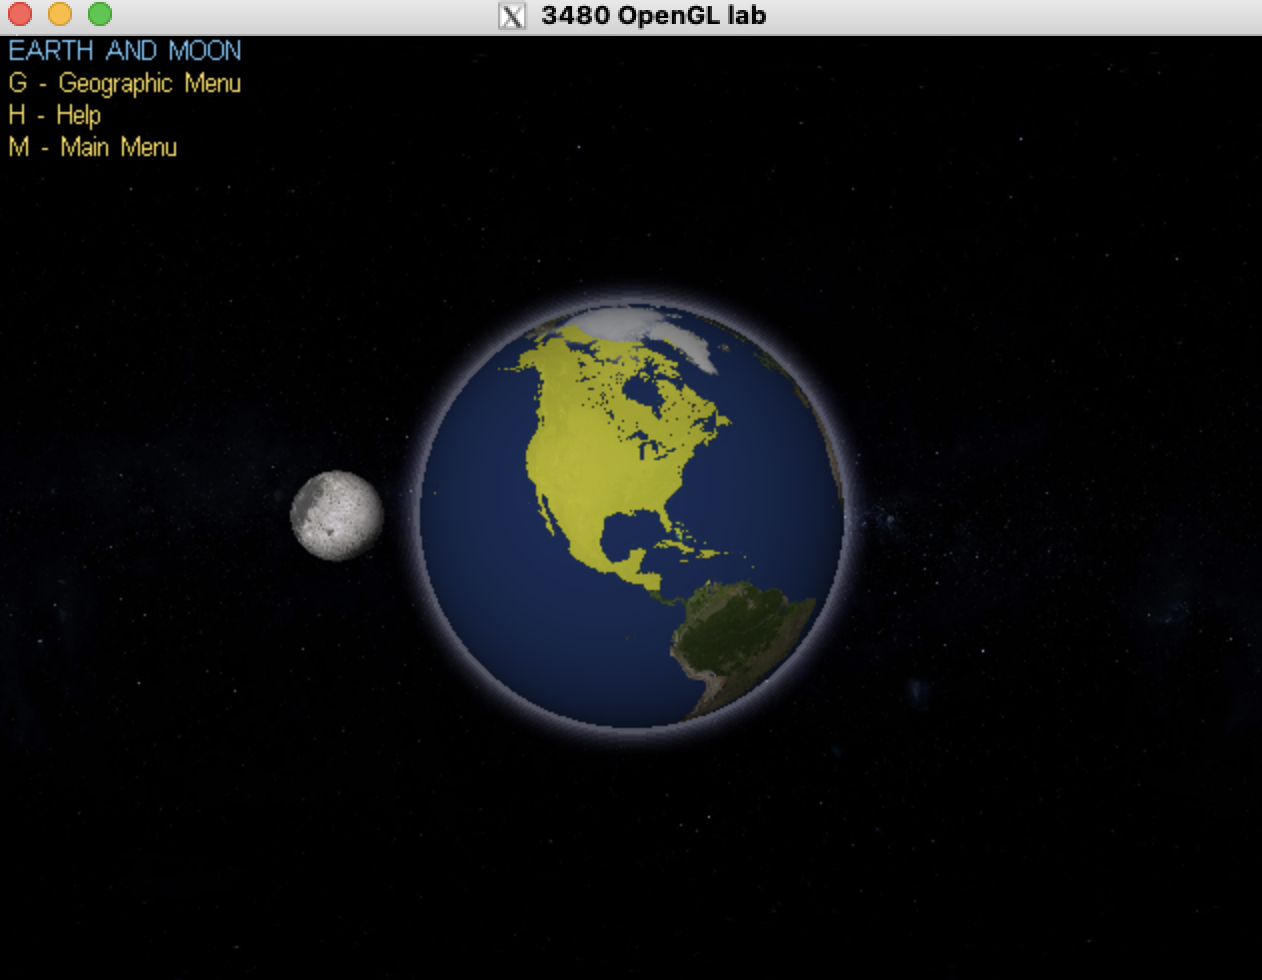 3480 OpenGL lab
EARTH AND MOON
G - Geographic Menu
H - Help
M - Main Menu